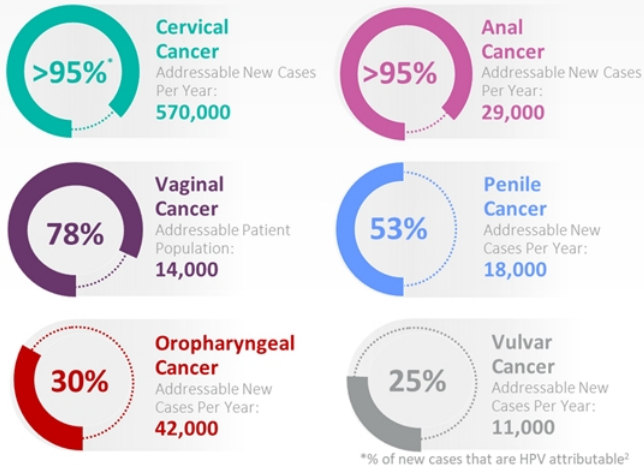 >95%*
Cervical
Cancer
Addressable New Cases
Per Year:
570,000
>95%
Anal
Cancer
Addressable New Cases
Per Year:
29,000
78%
Vaginal
Cancer
Addressable Patient
Population:
14,000
53%
Penile
Cancer
Addressable New
Cases Per Year:
18,000
30%
Oropharyngeal
Cancer
Addressable New
Cases Per Year:
42,000
25%
Vulvar
Cancer
Addressable New
Cases Per Year:
11,000
*% of new cases that are HPV attributable²